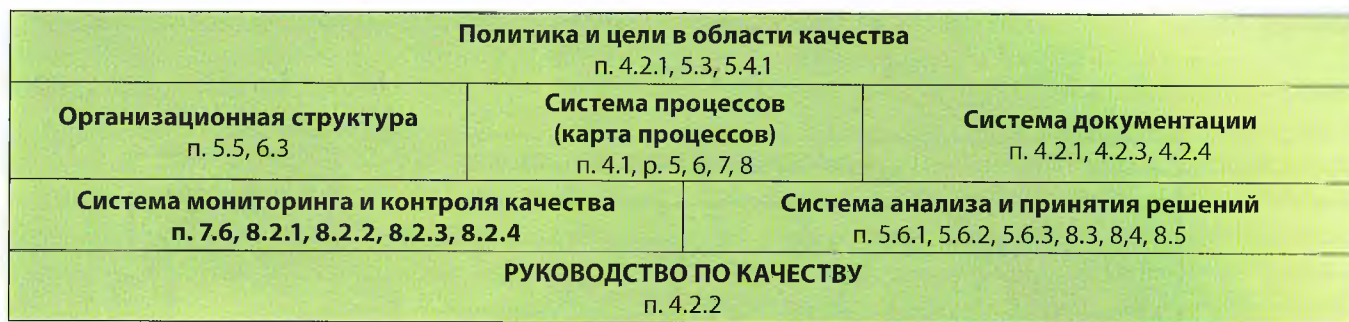 Политика и цели в области качества
п. 4.2.1, 5.3, 5.4.1
Организационная структура
п. 5.5, 6.3
Система процессов
(карта процессов)
п. 4.1, р. 5, 6, 7, 8
Система документации
п. 4.2.1, 4.2.3, 4.2.4
Система мониторинга и контроля качества
п. 7.6, 8.2.1, 8.2.2, 8.2.3, 8.2.4
Система анализа и принятия решений
п. 5.6.1, 5.6.2, 5.6.3, 8.3, 8,4, 8.5
РУКОВОДСТВО ПО КАЧЕСТВУ
п. 4.2.2